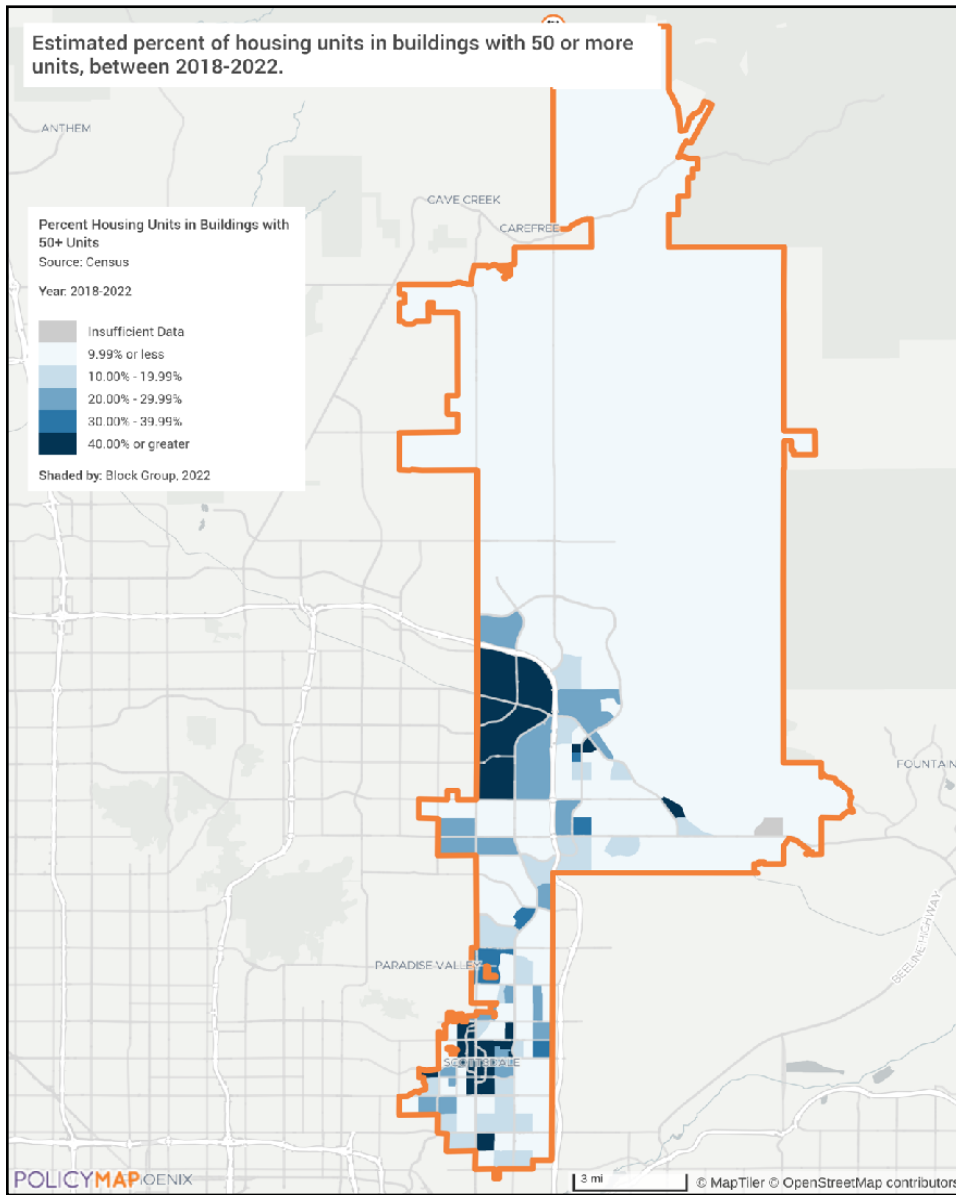 Estimated percent of housing units in buildings with 50 or more
units, between 2018-2022.
ANTHEM
CAVE CREEK
CAREFREE
Percent Housing Units in Buildings with
50+ Units
Source: Census
Year: 2018-2022
Insufficient Data
9.99% or less
10.00% - 19.99%
20.00% - 29.99%
30.00% - 39.99%
40.00% or greater
Shaded by: Block Group, 2022
FOUNTAIN
BEELINE HIGHWAY
PARADISE VALLEY
SCOTTSDALE
POLICYMAP
OENIX
3 mi
© MapTiler © OpenStreetMap contributors